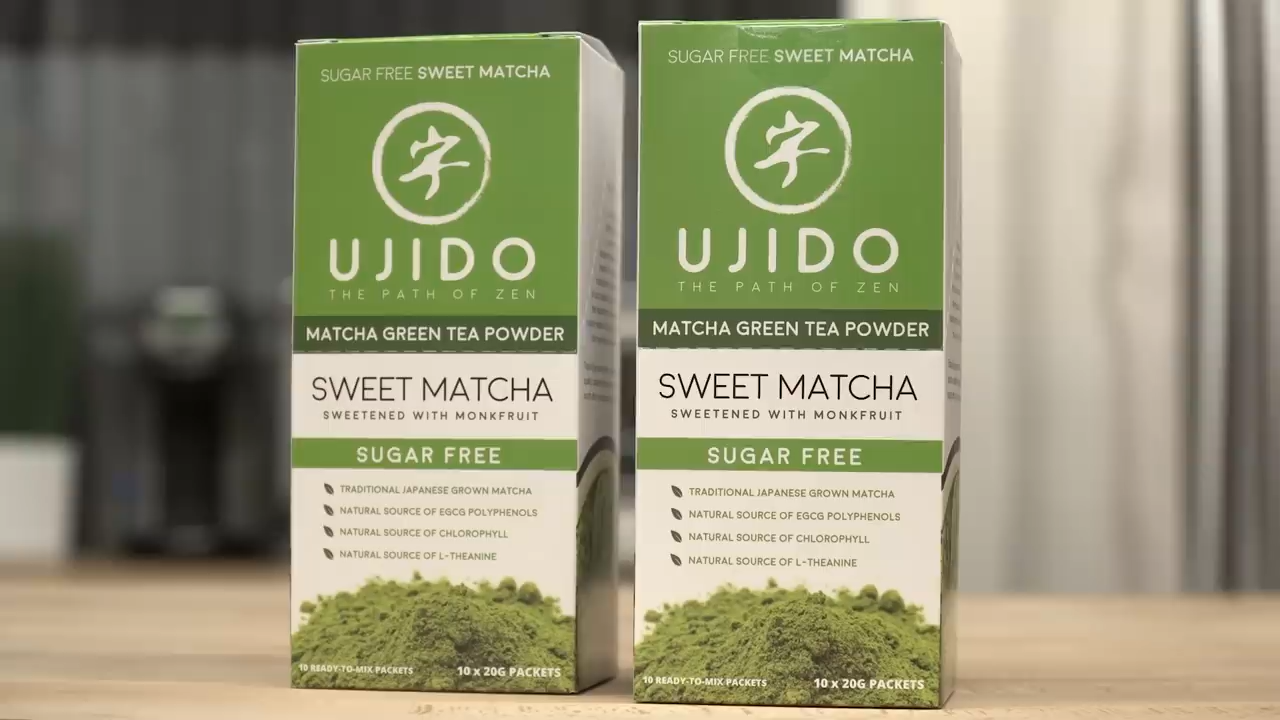 SUGAR FREE SWEET MATCHA
字
UJIDO
THE PATH OF ZEN
MATCHA GREEN TEA POWDER
SWEET MATCHA
SWEETENED WITH MONKFRUIT
SUGAR FREE
TRADITIONAL JAPANESE GROWN MATCHA
NATURAL SOURCE OF EGCG POLYPHENOLS
NATURAL SOURCE OF CHLOROPHYLL
NATURAL SOURCE OF L-THEANINE
10 READY-TO-MIX PACKETS
10 x 20G PACKETS
SUGAR FREE SWEET MATCHA
字
UJIDO
THE PATH OF ZEN
MATCHA GREEN TEA POWDER
SWEET MATCHA
SWEETENED WITH MONKFRUIT
SUGAR FREE
TRADITIONAL JAPANESE GROWN MATCHA
NATURAL SOURCE OF EGCG POLYPHENOLS
NATURAL SOURCE OF CHLOROPHYLL
NATURAL SOURCE OF L-THEANINE
10 READY-TO-MIX PACKETS
10 x 20G PACKETS